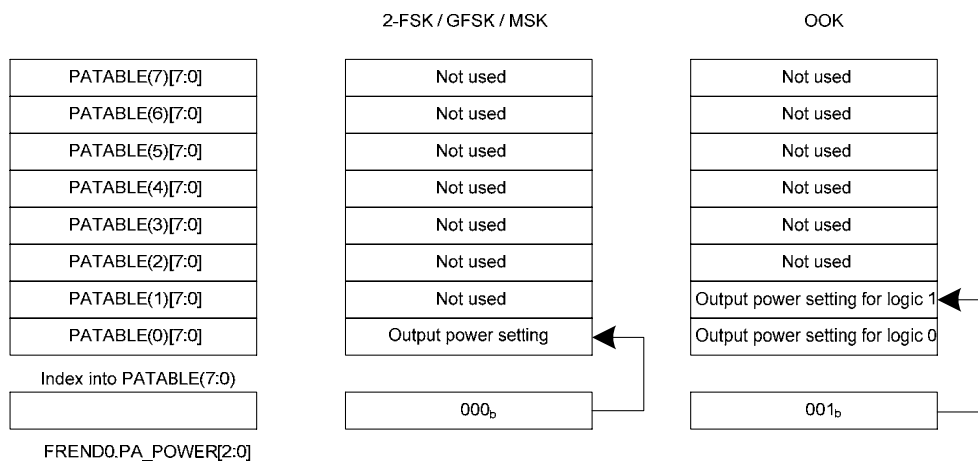 2-FSK / GFSK / MSK OOK
PATABLE(7)[7:0] Not used Not used
PATABLE(6)[7:0] Not used Not used
PATABLE(5)[7:0] Not used Not used
PATABLE(4)[7:0] Not used Not used
PATABLE(3)[7:0] Not used Not used
PATABLE(2)[7:0] Not used Not used
PATABLE(1)[7:0] Not used Output power setting for logic 1
PATABLE(0)[7:0] Output power setting Output power setting for logic 0
Index into PATABLE(7:0)
000b 001b
FREND0.PA_POWER[2:0]